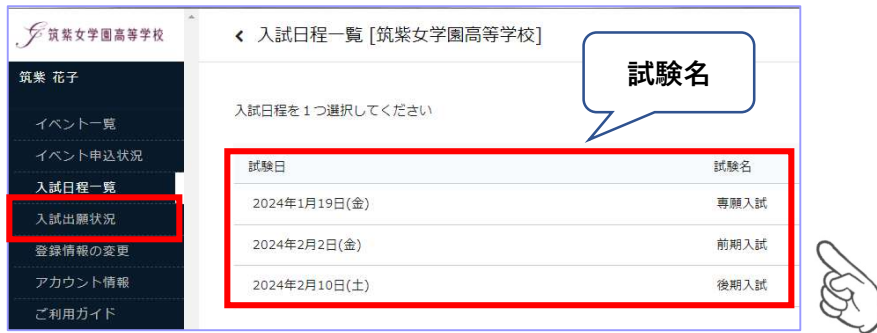 筑紫女学園高等学校
筑紫 花子
イベント一覧
イベント申込状況
入試日程一覧
入試出願状況
登録情報の変更
アカウント情報
ご利用ガイド
入試日程一覧 [筑紫女学園高等学校]
試験名
入試日程を1つ選択してください
試験日 試験名
2024年1月19日(金) 専願入試
2024年2月2日(金) 前期入試
2024年2月10日(土) 後期入試